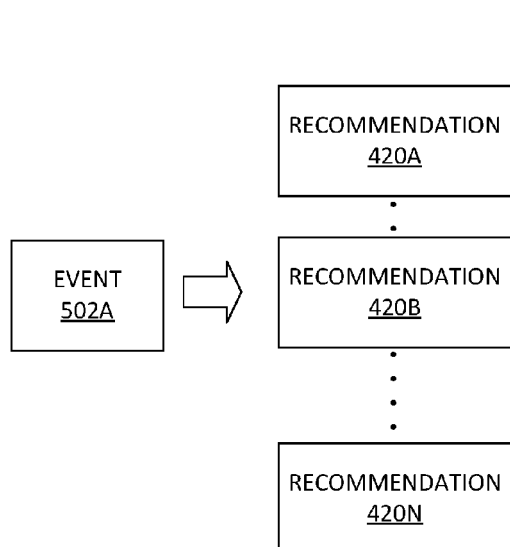 RECOMMENDATION
420A
EVENT
502A
RECOMMENDATION
420B
RECOMMENDATION
420N